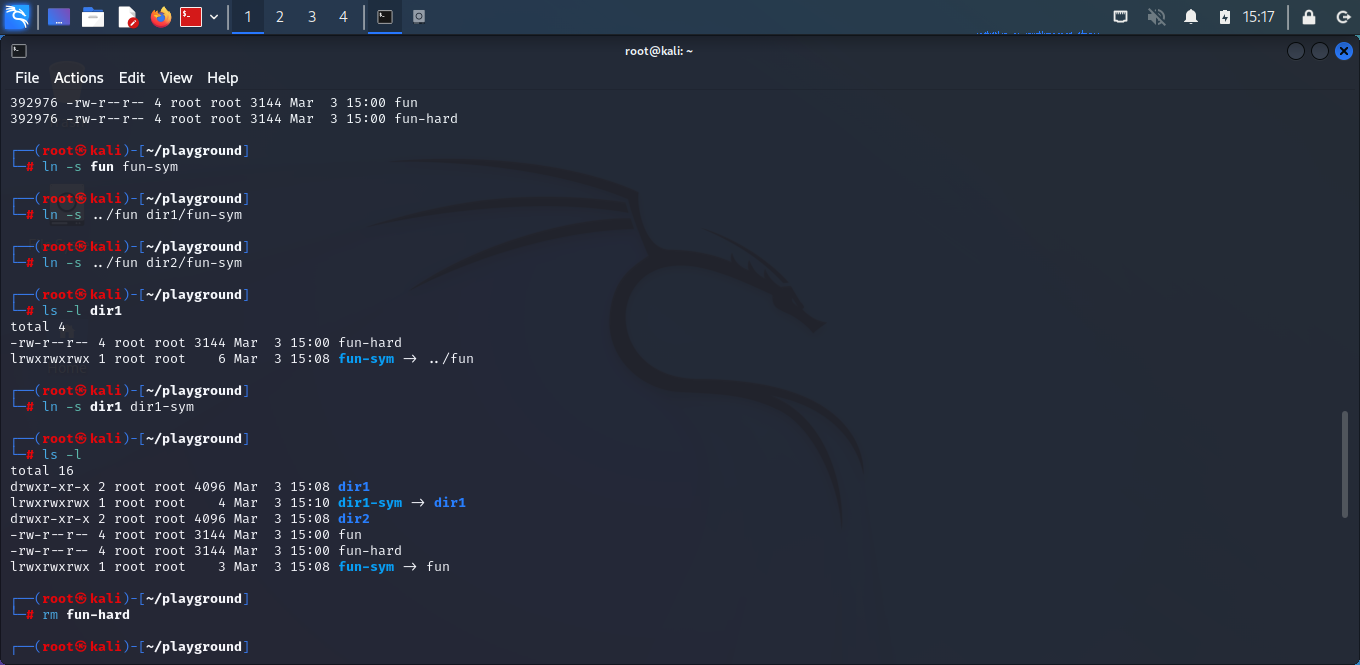 1 2 3 4 15:17
root@kali: ~
File Actions Edit View Help
392976 -rw-r--r-- 4 root root 3144 Mar  3 15:00 fun
392976 -rw-r--r-- 4 root root 3144 Mar  3 15:00 fun-hard
┌──(root㉿kali)-[~/playground]
└─# ln -s fun fun-sym
┌──(root㉿kali)-[~/playground]
└─# ln -s ../fun dir1/fun-sym
┌──(root㉿kali)-[~/playground]
└─# ln -s ../fun dir2/fun-sym
┌──(root㉿kali)-[~/playground]
└─# ls -l dir1
total 4
-rw-r--r-- 4 root root 3144 Mar  3 15:00 fun-hard
lrwxrwxrwx 1 root root    6 Mar  3 15:08 fun-sym -> ../fun
┌──(root㉿kali)-[~/playground]
└─# ln -s dir1 dir1-sym
┌──(root㉿kali)-[~/playground]
└─# ls -l
total 16
drwxr-xr-x 2 root root 4096 Mar  3 15:08 dir1
lrwxrwxrwx 1 root root    4 Mar  3 15:10 dir1-sym -> dir1
drwxr-xr-x 2 root root 4096 Mar  3 15:08 dir2
-rw-r--r-- 4 root root 3144 Mar  3 15:00 fun
-rw-r--r-- 4 root root 3144 Mar  3 15:00 fun-hard
lrwxrwxrwx 1 root root    3 Mar  3 15:08 fun-sym -> fun
┌──(root㉿kali)-[~/playground]
└─# rm fun-hard
┌──(root㉿kali)-[~/playground]